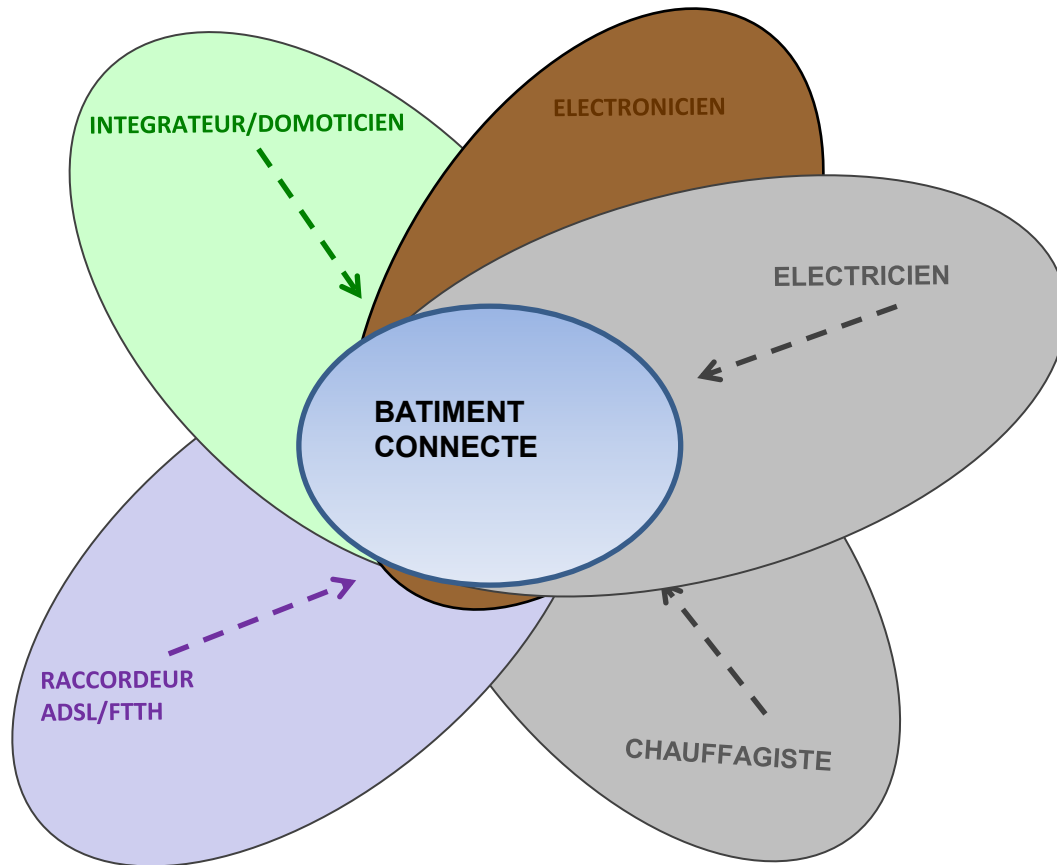 ELECTRONICIEN
INTEGRATEUR/DOMOTICIEN
ELECTRICIEN
BATIMENT
CONNECTE
RACCORDEUR
ADSL/FTTH
CHAUFFAGISTE